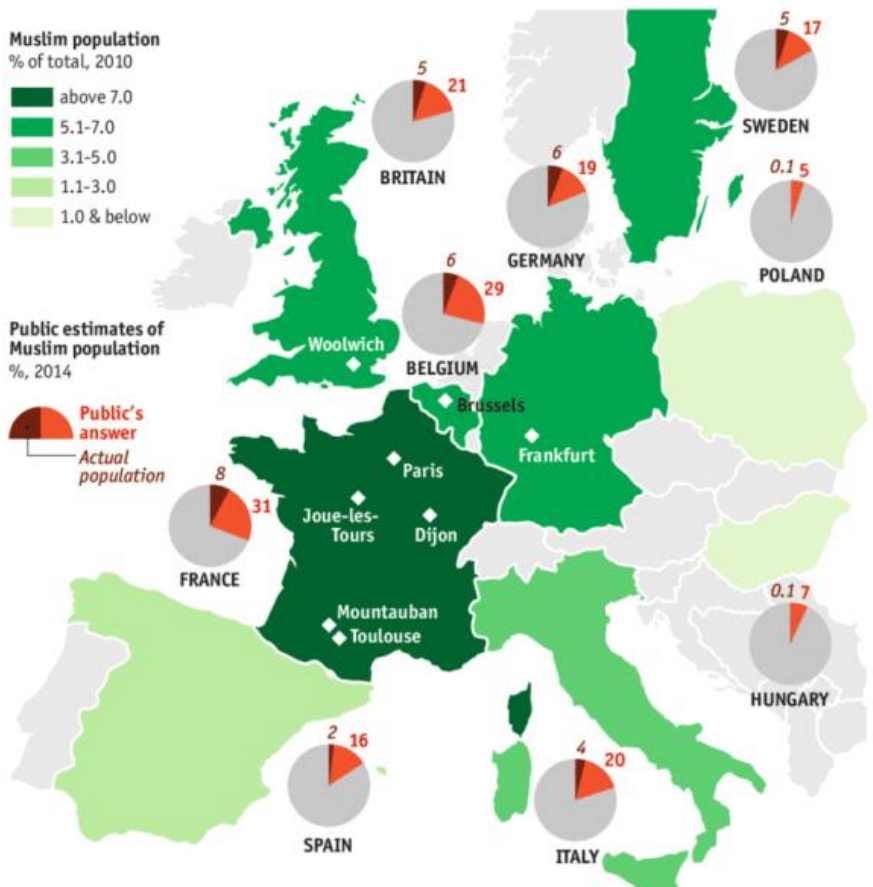 Muslim population
% of total, 2010
above 7.0
5.1-7.0
3.1-5.0
1.1-3.0
1.0 & below
Public estimates of
Muslim population
%, 2014
Public's
answer
Actual
population
5
21
BRITAIN
5
17
SWEDEN
6
19
GERMANY
0.1
5
POLAND
6
29
BELGIUM
Woolwich
Brussels
Frankfurt
Paris
Joue-les-
Tours
Dijon
8
31
FRANCE
Mountauban
Toulouse
0.1
7
HUNGARY
2
16
SPAIN
4
20
ITALY